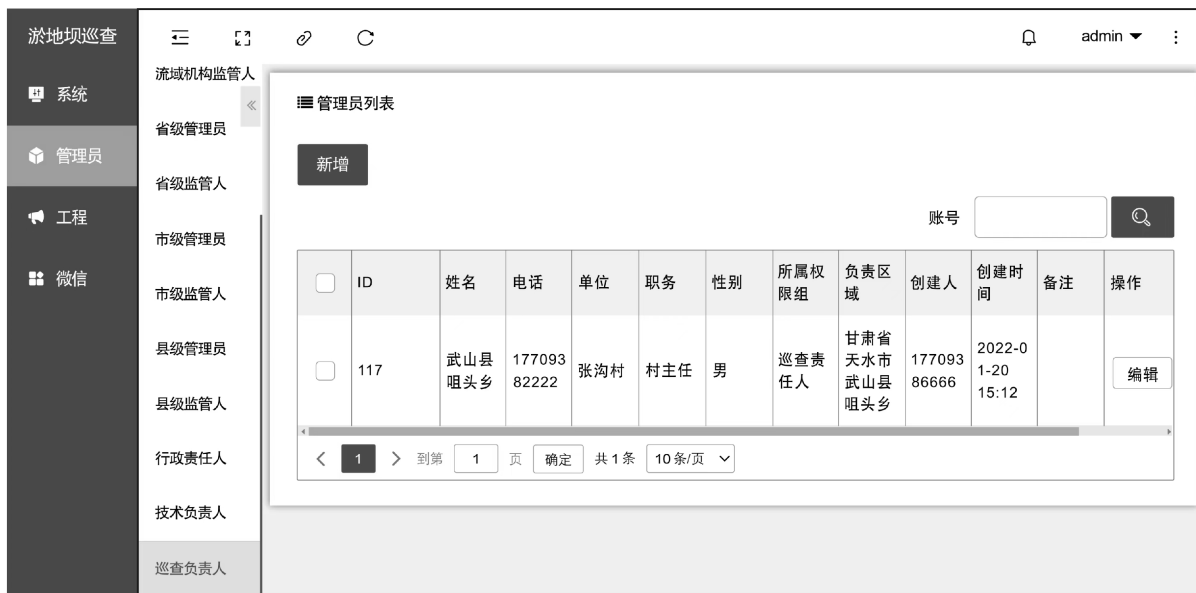 淤地坝巡查
admin
系统
管理员
工程
微信
流域机构监管人
省级管理员
省级监管人
市级管理员
市级监管人
县级管理员
县级监管人
行政责任人
技术负责人
巡查负责人
管理员列表
新增
账号
ID
姓名
电话
单位
职务
性别
所属权
限组
负责区
域
创建人
创建时
间
备注
操作
117
武山县
咀头乡
177093
82222
张沟村
村主任
男
巡查责
任人
甘肃省
天水市
武山县
咀头乡
177093
86666
2022-0
1-20
15:12
编辑
1 到第 1 页 确定 共1条 10条/页